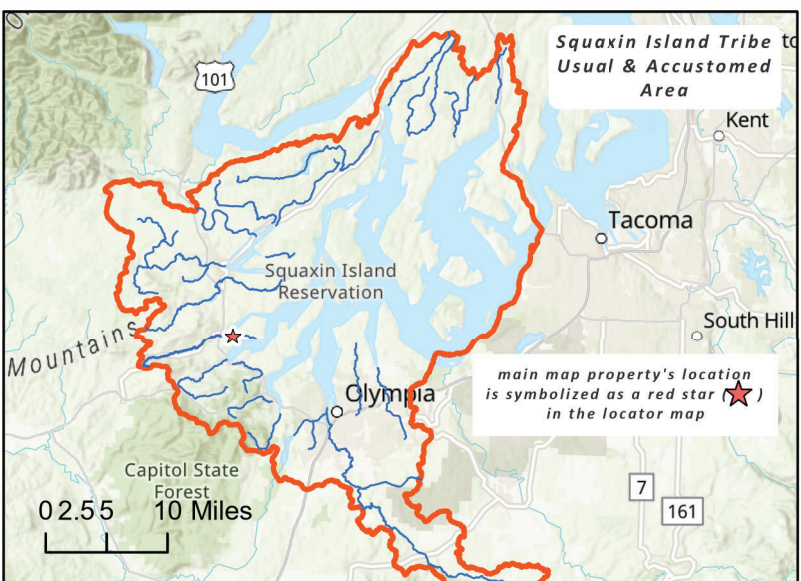 Squaxin Island Tribe
Usual & Accustomed
Area
101
Kent
Tacoma
Squaxin Island
Reservation
South Hill
Mountains
main map property's location
is symbolized as a red star ( )
in the locator map
Olympia
Capitol State
Forest
7
161
0 2.5 5 10 Miles